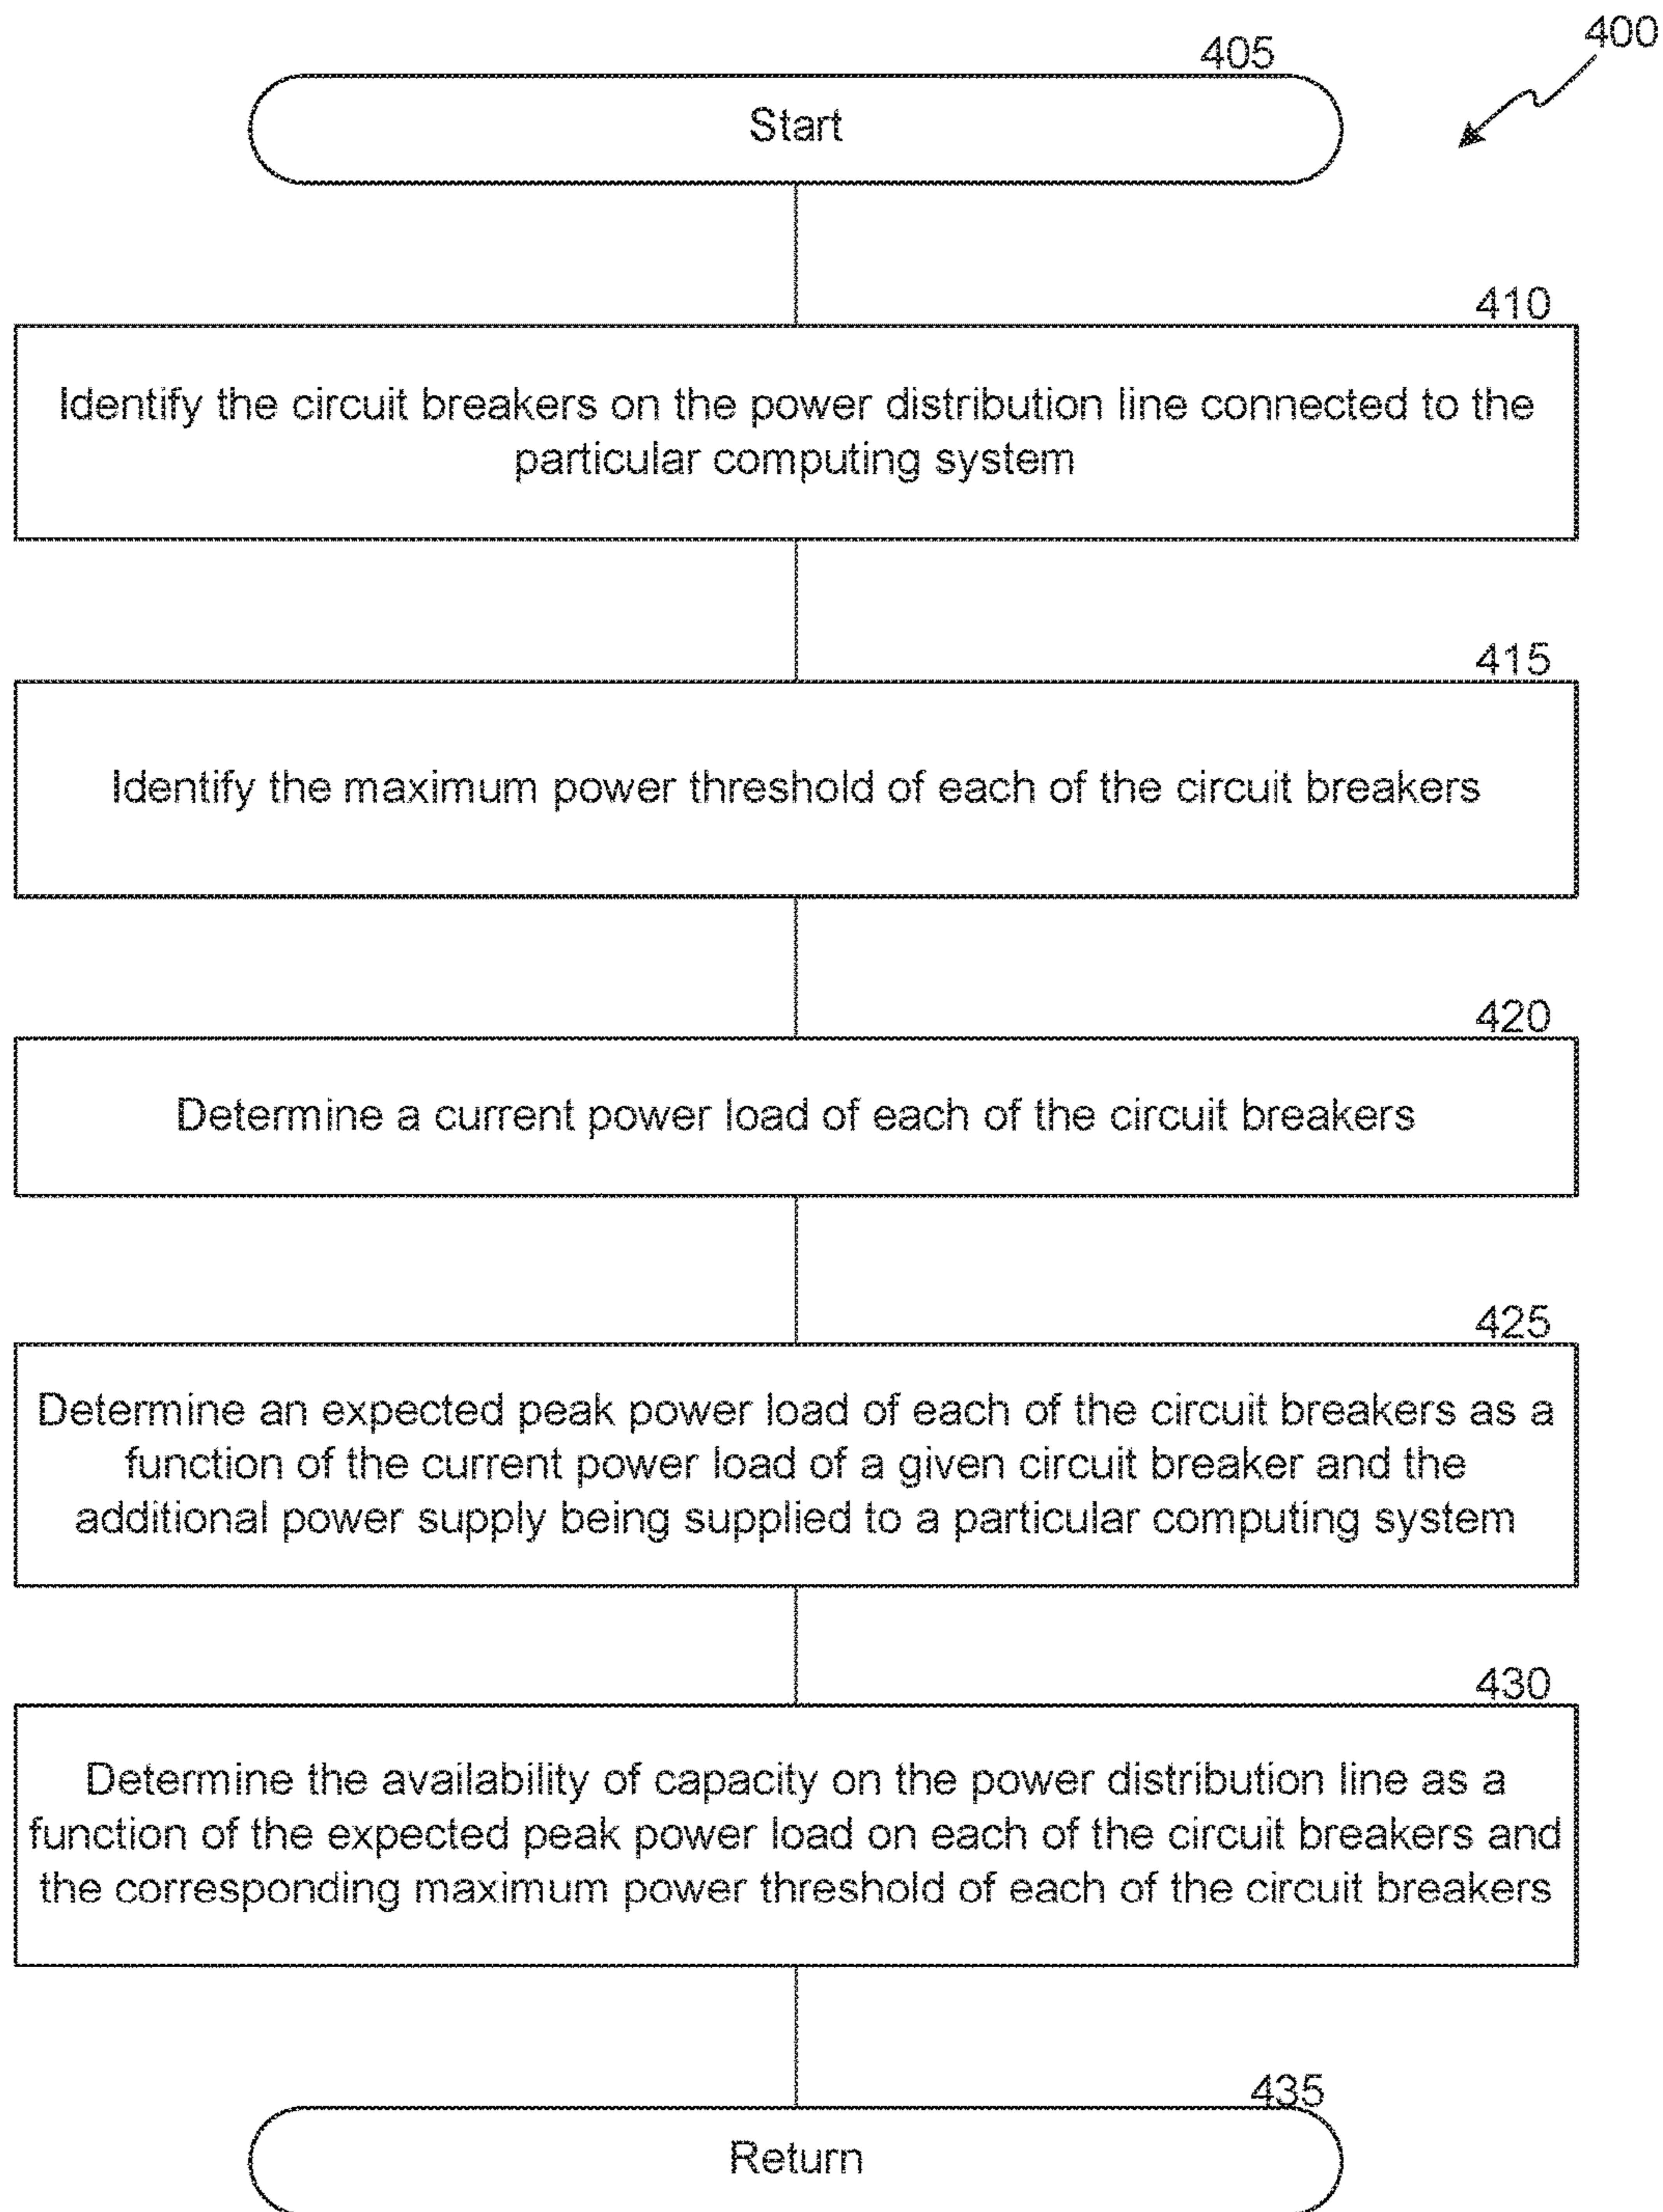 400
405
Start
410
Identify the circuit breakers on the power distribution line connected to the
particular computing system
415
Identify the maximum power threshold of each of the circuit breakers
420
Determine a current power load of each of the circuit breakers
425
Determine an expected peak power load of each of the circuit breakers as a
function of the current power load of a given circuit breaker and the
additional power supply being supplied to a particular computing system
430
Determine the availability of capacity on the power distribution line as a
function of the expected peak power load on each of the circuit breakers and
the corresponding maximum power threshold of each of the circuit breakers
435
Return